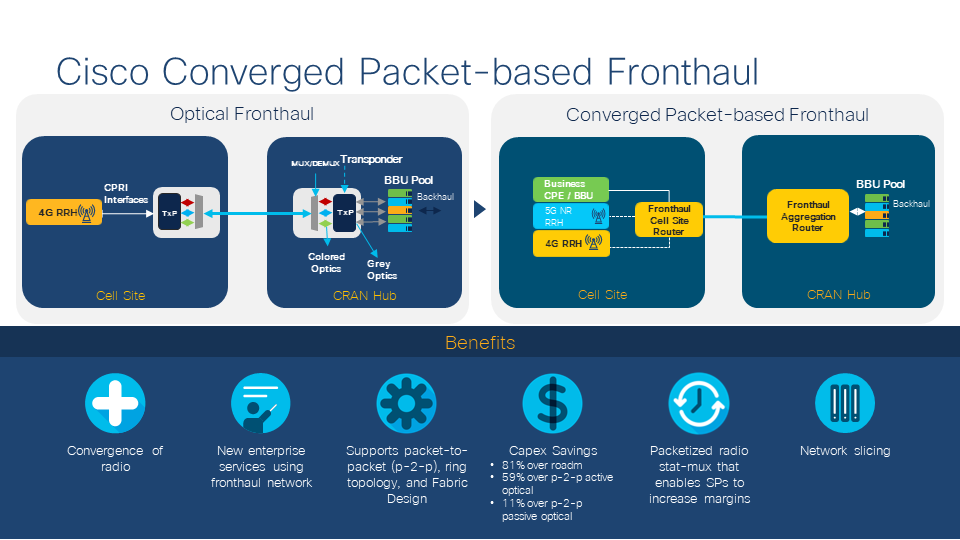 Cisco Converged Packet-based Fronthaul
Optical Fronthaul
CPRI
Interfaces
4G RRH
TxP
Cell Site
MUX/DEMUX
Transponder
BBU Pool
Backhaul
TxP
Colored
Optics
Grey
Optics
CRAN Hub
Converged Packet-based Fronthaul
Business
CPE / BBU
5G NR
RRH
4G RRH
Fronthaul
Cell Site
Router
Cell Site
Fronthaul
Aggregation
Router
BBU Pool
Backhaul
CRAN Hub
Benefits
Convergence of
radio
New enterprise
services using
fronthaul network
Supports packet-to-
packet (p-2-p), ring
topology, and Fabric
Design
Capex Savings
• 81% over roadm
• 59% over p-2-p active
optical
• 11% over p-2-p
passive optical
Packetized radio
stat-mux that
enables SPs to
increase margins
Network slicing